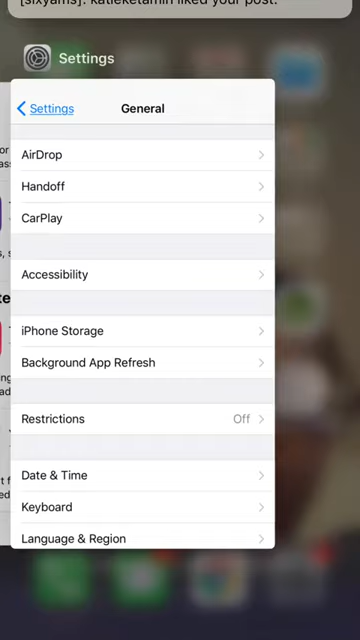 [sixyams]: katieketamin liked your post.
Settings
Settings
General
AirDrop
Handoff
CarPlay
Accessibility
iPhone Storage
Background App Refresh
Restrictions
Off
Date & Time
Keyboard
Language & Region